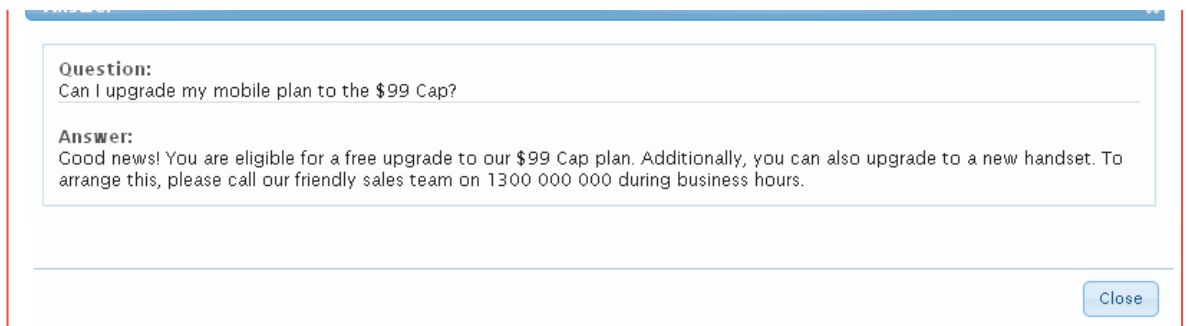 Question:
Can I upgrade my mobile plan to the $99 Cap?
Answer:
Good news! You are eligible for a free upgrade to our $99 Cap plan. Additionally, you can also upgrade to a new handset. To
arrange this, please call our friendly sales team on 1300 000 000 during business hours.
Close